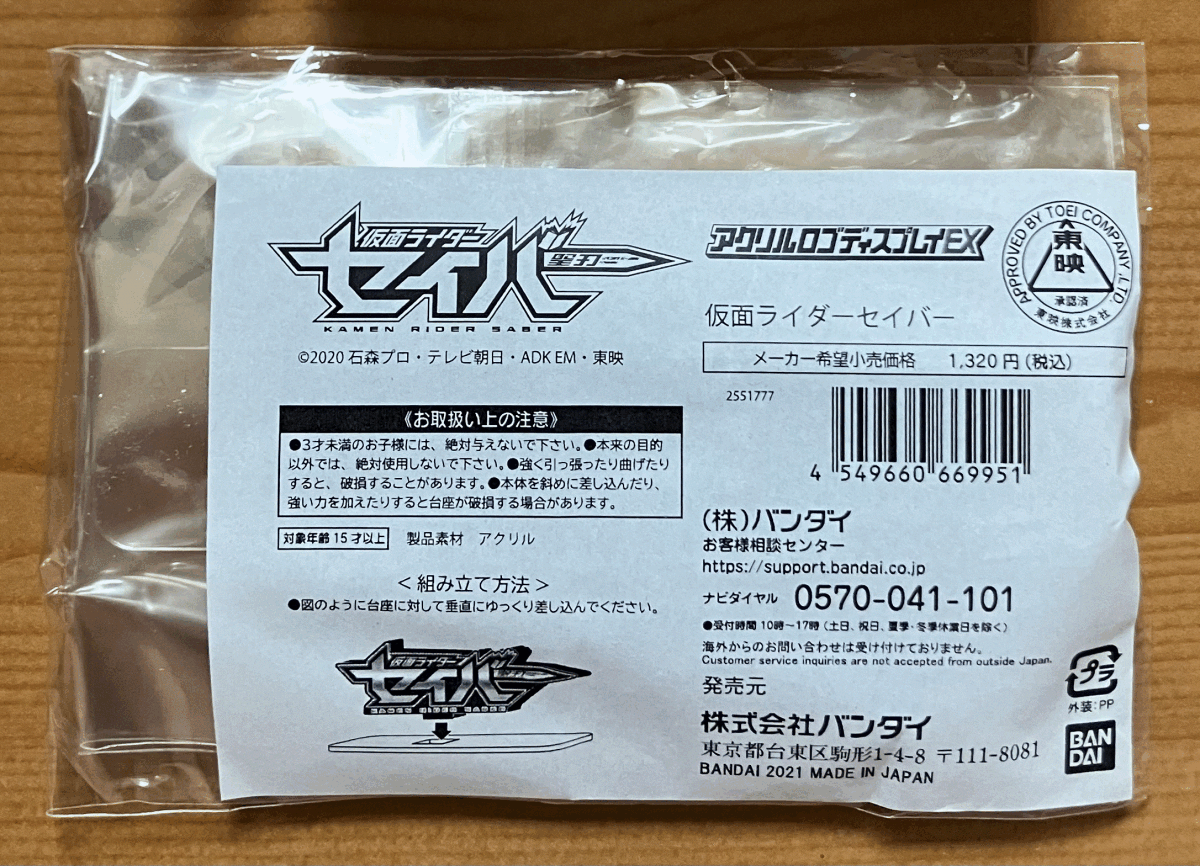 仮面ライダー
セイバー
聖刃
KAMEN RIDER SABER
©2020 石森プロ・テレビ朝日・ADK EM・東映
《お取扱い上の注意》
●3才未満のお子様には、絶対与えないで下さい。●本来の目的
以外では、絶対使用しないで下さい。●強く引っ張ったり曲げたり
すると、破損することがあります。●本体を斜めに差し込んだり、
強い力を加えたりすると台座が破損する場合があります。
対象年齢 15才以上 製品素材 アクリル
＜組み立て方法＞
●図のように台座に対して垂直にゆっくり差し込んでください。
仮面ライダー
セイバー
KAMEN RIDER SABER
アクリルロゴディスプレイEX
APPROVED BY TOEI COMPANY ,LTD.
東映
承認済
東映株式会社
仮面ライダーセイバー
メーカー希望小売価格 1,320円(税込)
2551777
4 549660 669951
(株)バンダイ
お客様相談センター
https://support.bandai.co.jp
ナビダイヤル 0570-041-101
●受付時間 10時〜17時 (土日、祝日、夏季・冬季休業日を除く)
海外からのお問い合わせは受け付けておりません。
Customer service inquiries are not accepted from outside Japan.
発売元
株式会社バンダイ
東京都台東区駒形1-4-8 〒111-8081
BANDAI 2021 MADE IN JAPAN
プラ
外装:PP
BAN
DAI